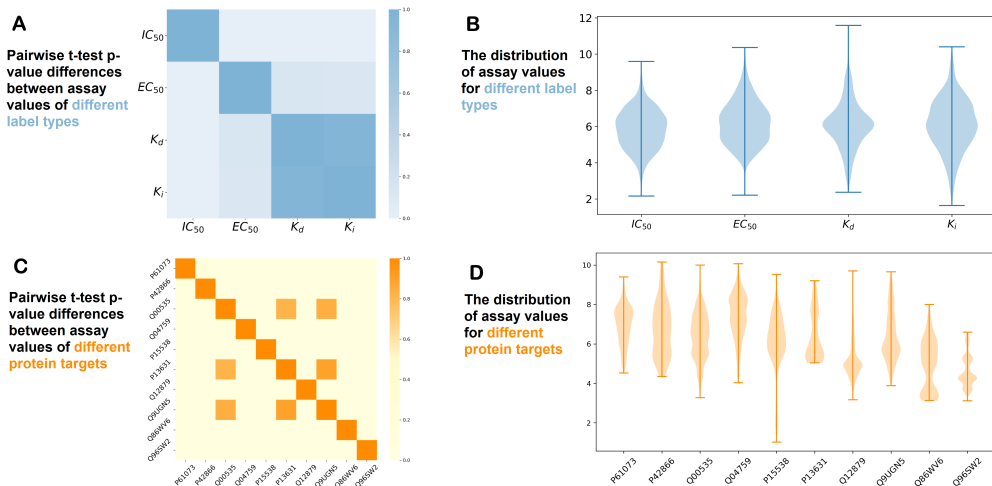 A
Pairwise t-test p-
value differences
between assay
values of different
label types
IC50
EC50
Kd
Ki
IC50 EC50 Kd Ki
1.0
0.8
0.6
0.4
0.2
0.0
B
The distribution
of assay values
for different label
types
12
10
8
6
4
2
IC50 EC50 Kd Ki
C
Pairwise t-test p-
value differences
between assay
values of different
protein targets
P61073
P42866
Q00535
Q04759
P15538
P13631
Q12879
Q9UGN5
Q86WV6
Q96SW2
P61073 P42866 Q00535 Q04759 P15538 P13631 Q12879 Q9UGN5 Q86WV6 Q96SW2
1.0
0.8
0.6
0.4
0.2
0.0
D
The distribution
of assay values
for different
protein targets
10
8
6
4
2
P61073 P42866 Q00535 Q04759 P15538 P13631 Q12879 Q9UGN5 Q86WV6 Q96SW2